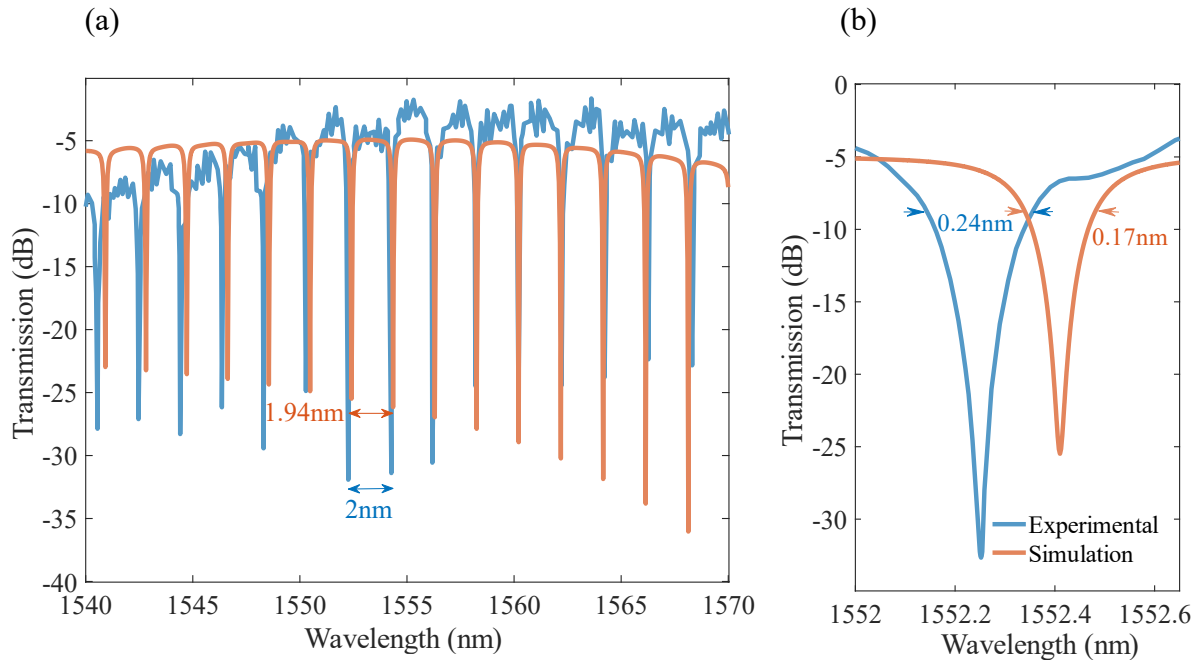 (a)
-5
-10
-15
-20
-25
-30
-35
-40
1540 1545 1550 1555 1560 1565 1570
Wavelength (nm)
Transmission (dB)
1.94nm
2nm
(b)
0
-5
-10
-15
-20
-25
-30
1552 1552.2 1552.4 1552.6
Wavelength (nm)
Transmission (dB)
0.24nm
0.17nm
Experimental
Simulation